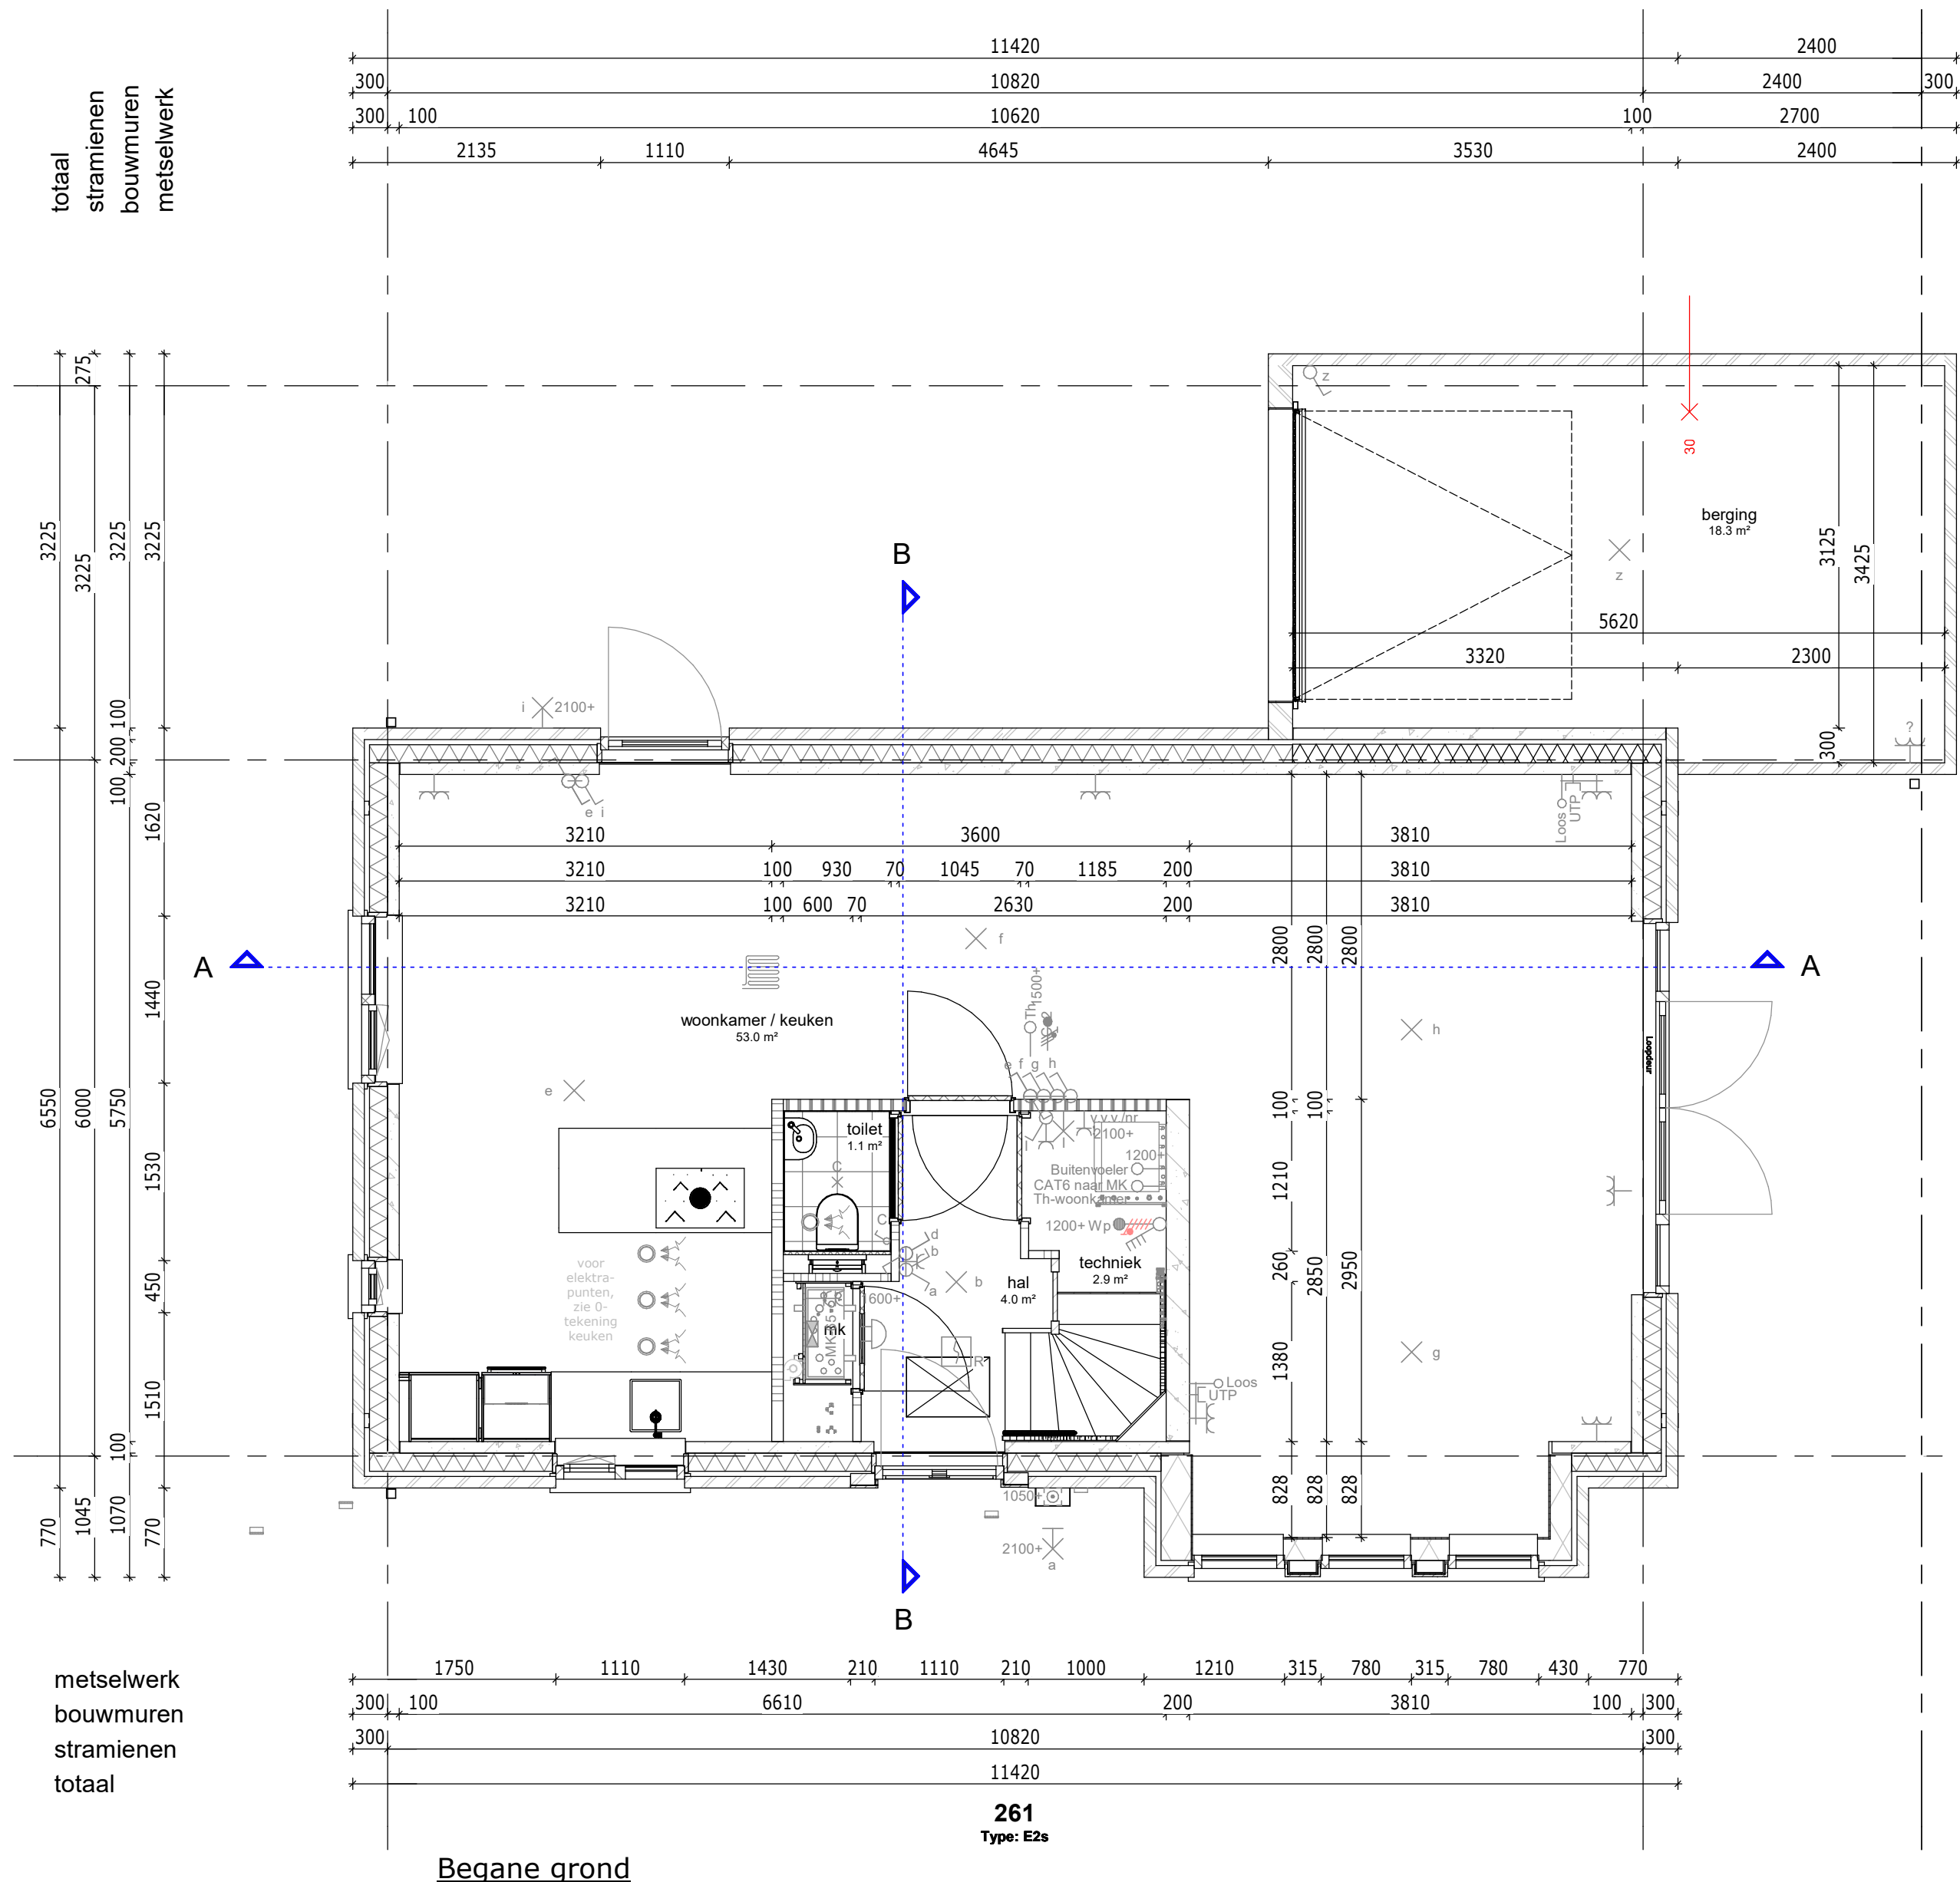 11420 2400
300 10820 2400 300
300 100 10620 100 2700
2135 1110 4645 3530 2400
totaal
stramienen
bouwmuren
metselwerk
275
3225 3225 3225 3225
100
200
100
1620
1440
6550 6000 5750
1530
450
1510
100
770 1045 1070 770
z
30
berging
18.3 m²
z
3125
3425
5620
3320 2300
300
?
B
i 2100+
e i
Loos
UTP
3210 3600 3810
3210 100 930 70 1045 70 1185 200 3810
3210 100 600 70 2630 200 3810
f
2800 2800 2800
A A
woonkamer / keuken
53.0 m²
Th 1500+
h
Loopdeur
e f g h
e
100 100
toilet
1.1 m²
v.v.v./nr
2100+
1200+
Buitenvoeler
CAT6 naar MK
Th-woonkamer
1210
1200+ Wp
C
C
d
b
a
b
techniek
2.9 m²
hal
4.0 m²
260 2850 2950
voor
elektra-
punten,
zie 0-
tekening
keuken
600+
mk
R
1380
g
Loos
UTP
828 828 828
1050+
2100+
a
B
metselwerk
1750 1110 1430 210 1110 210 1000 1210 315 780 315 780 430 770
bouwmuren
300 100 6610 200 3810 100 300
stramienen
300 10820 300
totaal
11420
261
Type: E2s
Begane grond